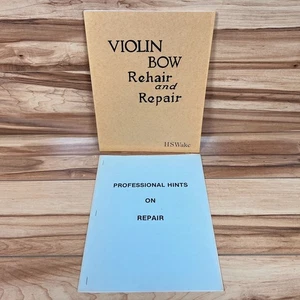 VIOLIN
BOW
Rehair
and
Repair
H.S.Wake
PROFESSIONAL HINTS
ON
REPAIR